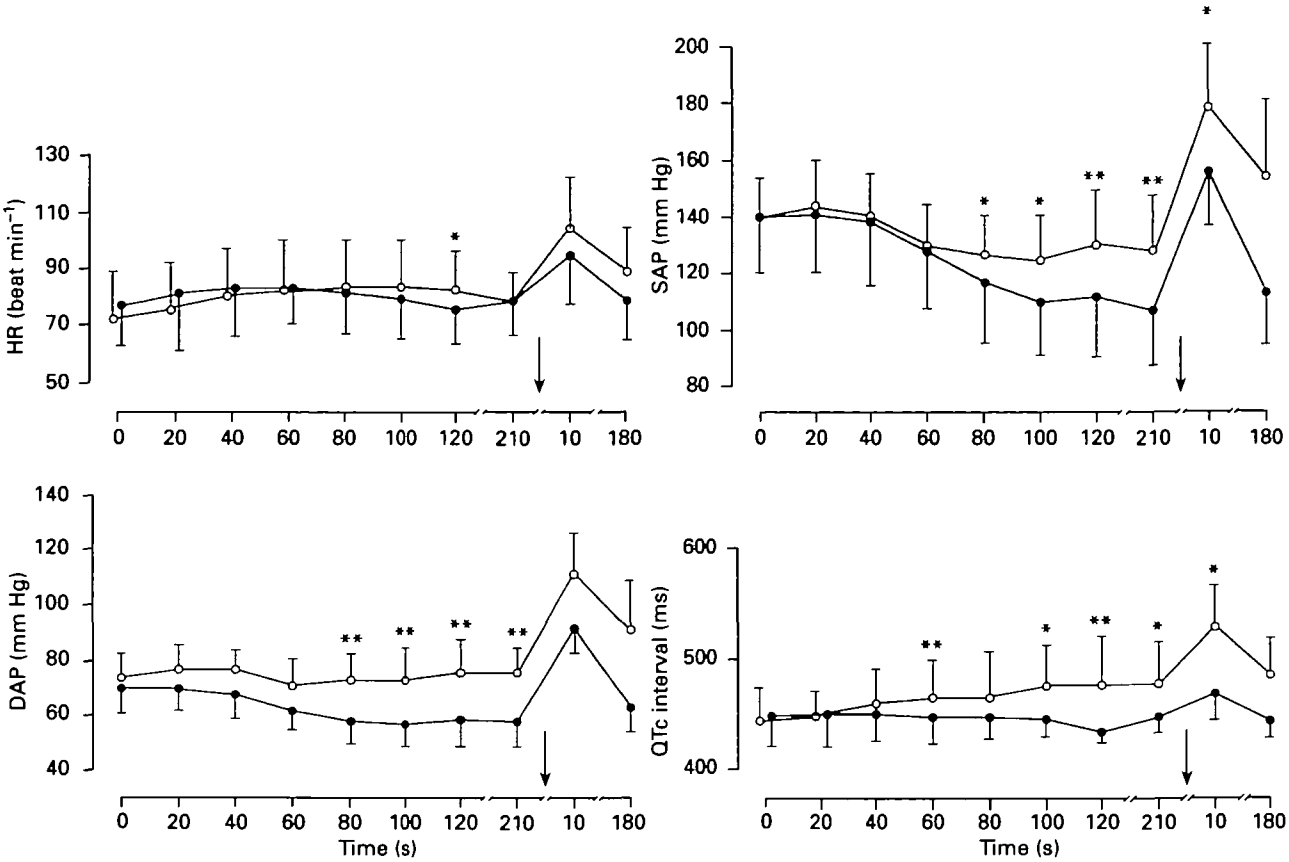 HR (beat min⁻¹)
130
110
90
70
50
*
0 20 40 60 80 100 120 210 10 180
SAP (mm Hg)
200
180
160
140
120
100
80
* * ** ** *
0 20 40 60 80 100 120 210 10 180
DAP (mm Hg)
140
120
100
80
60
40
** ** ** **
0 20 40 60 80 100 120 210 10 180
Time (s)
QTc interval (ms)
600
500
400
** * ** * *
0 20 40 60 80 100 120 210 10 180
Time (s)